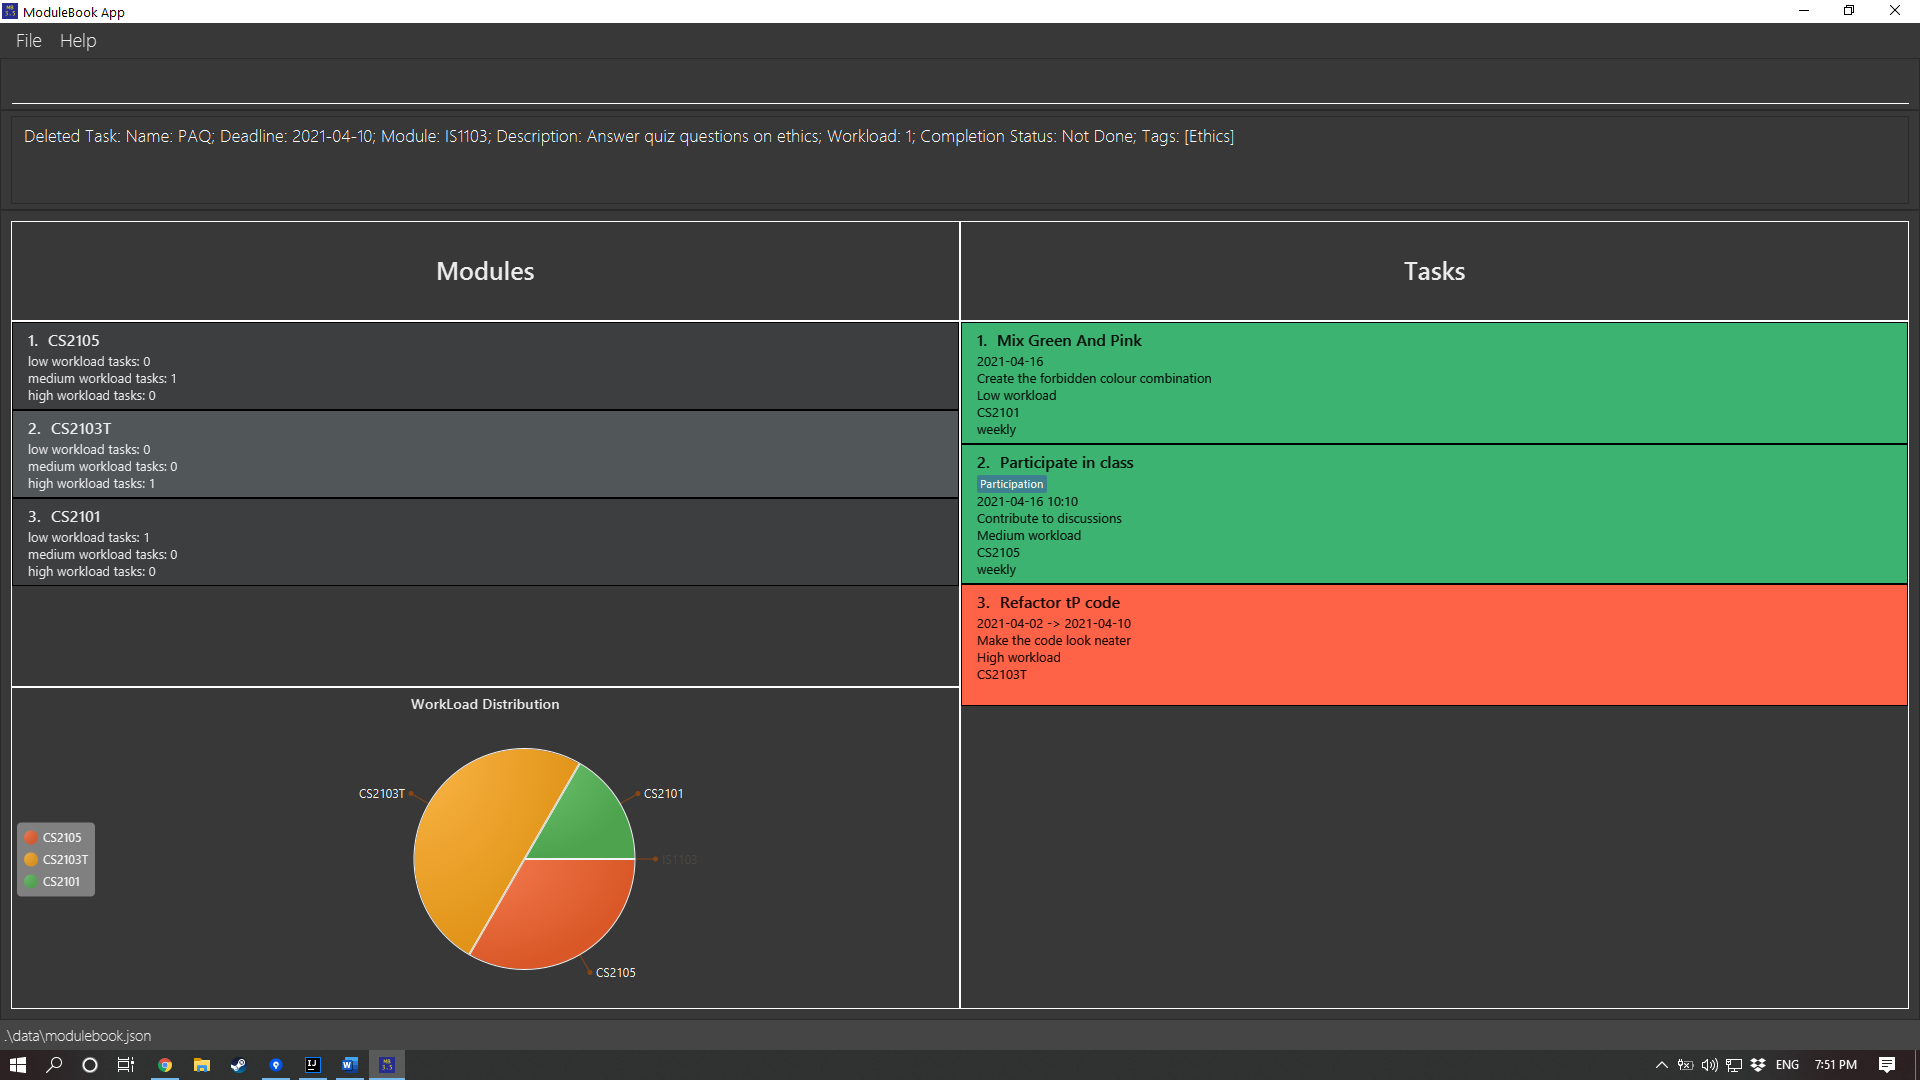 ModuleBook App
File Help
Deleted Task: Name: PAQ; Deadline: 2021-04-10; Module: IS1103; Description: Answer quiz questions on ethics; Workload: 1; Completion Status: Not Done; Tags: [Ethics]
Modules
1. CS2105
low workload tasks: 0
medium workload tasks: 1
high workload tasks: 0
2. CS2103T
low workload tasks: 0
medium workload tasks: 0
high workload tasks: 1
3. CS2101
low workload tasks: 1
medium workload tasks: 0
high workload tasks: 0
WorkLoad Distribution
CS2103T
CS2101
IS1103
CS2105
CS2105
CS2103T
CS2101
Tasks
1. Mix Green And Pink
2021-04-16
Create the forbidden colour combination
Low workload
CS2101
weekly
2. Participate in class
Participation
2021-04-16 10:10
Contribute to discussions
Medium workload
CS2105
weekly
3. Refactor tP code
2021-04-02 -> 2021-04-10
Make the code look neater
High workload
CS2103T
.\data\modulebook.json
ENG
7:51 PM